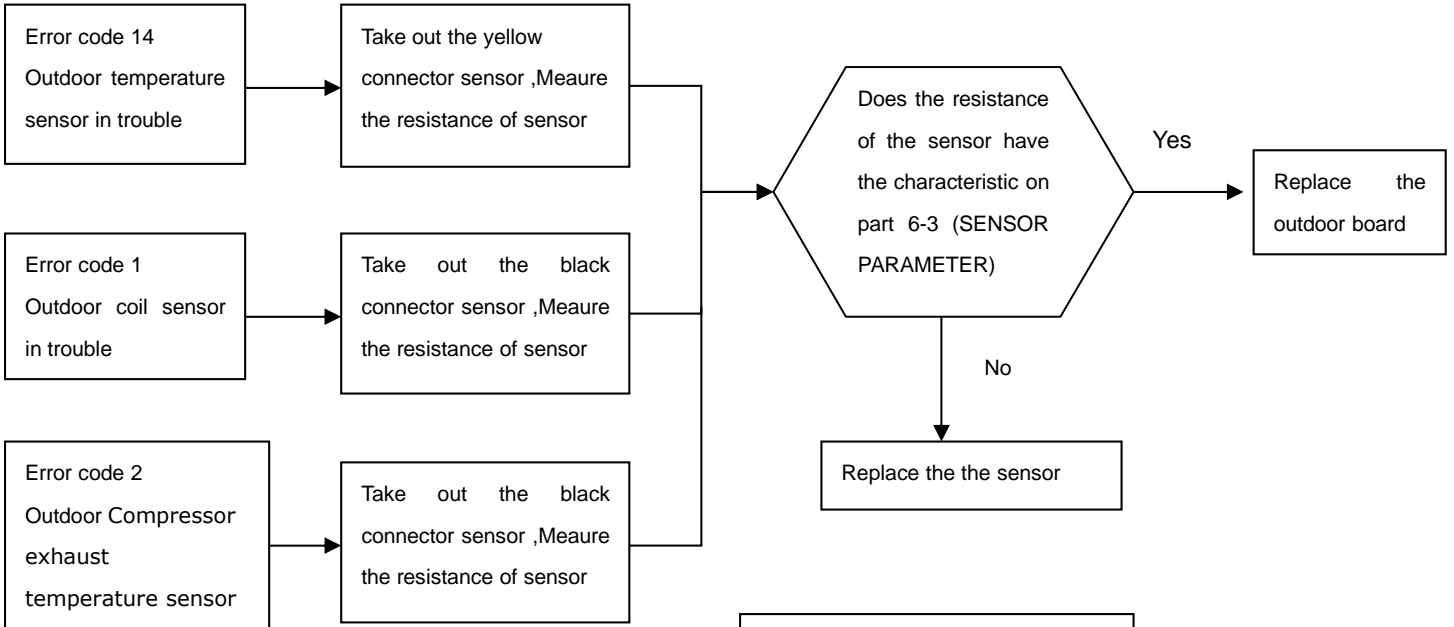 Error code 14
Outdoor temperature
sensor in trouble
Take out the yellow
connector sensor ,Meaure
the resistance of sensor
Error code 1
Outdoor coil sensor
in trouble
Take out the black
connector sensor ,Meaure
the resistance of sensor
Error code 2
Outdoor Compressor
exhaust
temperature sensor
Take out the black
connector sensor ,Meaure
the resistance of sensor
Does the resistance
of the sensor have
the characteristic on
part 6-3 (SENSOR
PARAMETER)
Yes
Replace the
outdoor board
No
Replace the the sensor